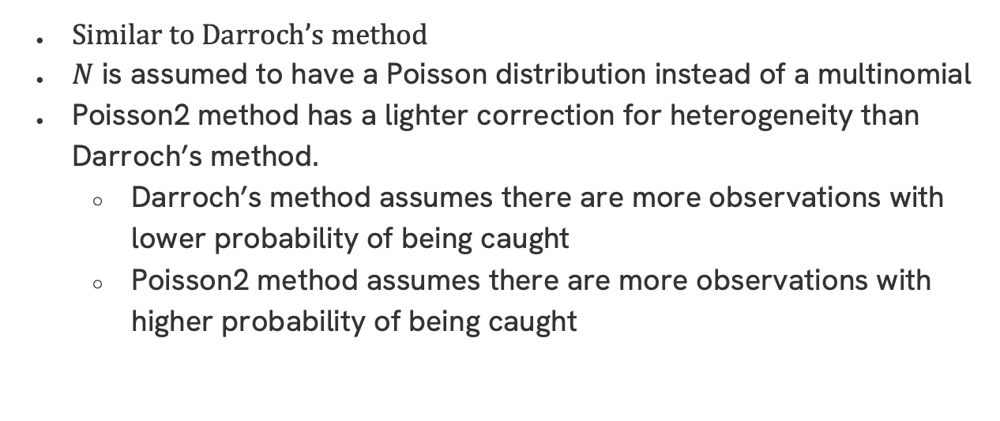 • Similar to Darroch’s method
• N is assumed to have a Poisson distribution instead of a multinomial
• Poisson2 method has a lighter correction for heterogeneity than
Darroch’s method.
○ Darroch’s method assumes there are more observations with
lower probability of being caught
○ Poisson2 method assumes there are more observations with
higher probability of being caught